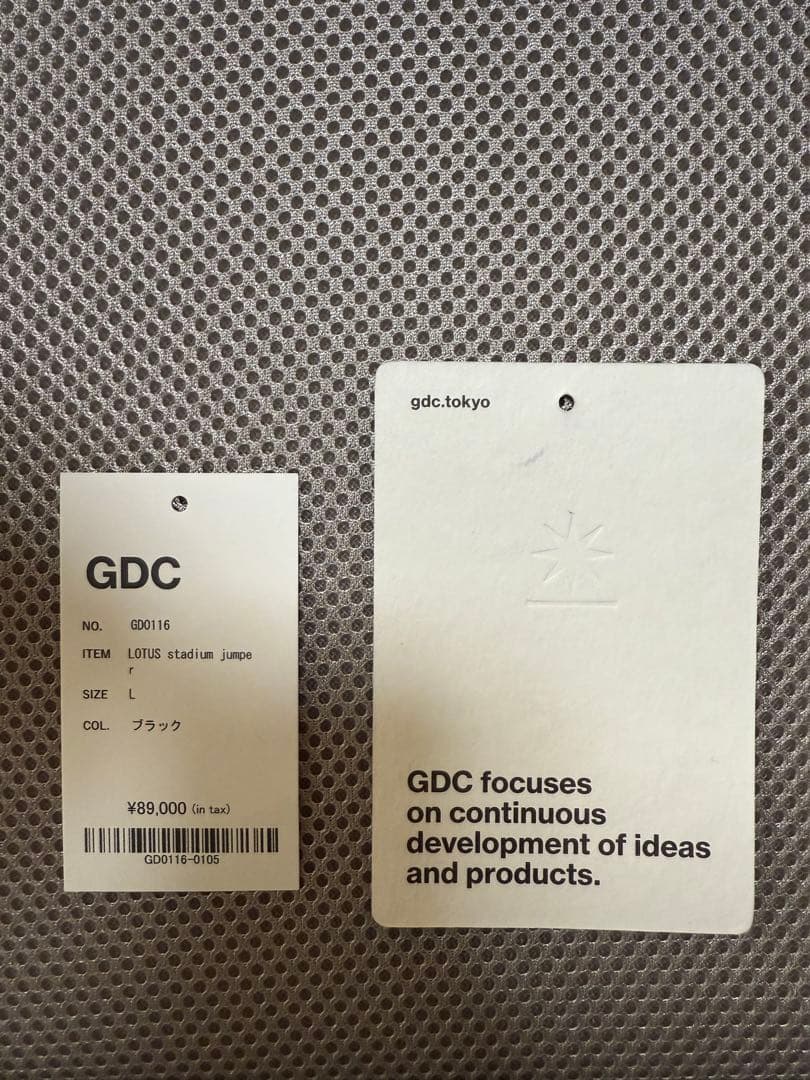 GDC
NO. GD0116
ITEM LOTUS stadium jumpe
r
SIZE L
COL. ブラック
¥89,000 (in tax)
GD0116-0105
gdc.tokyo
GDC focuses
on continuous
development of ideas
and products.